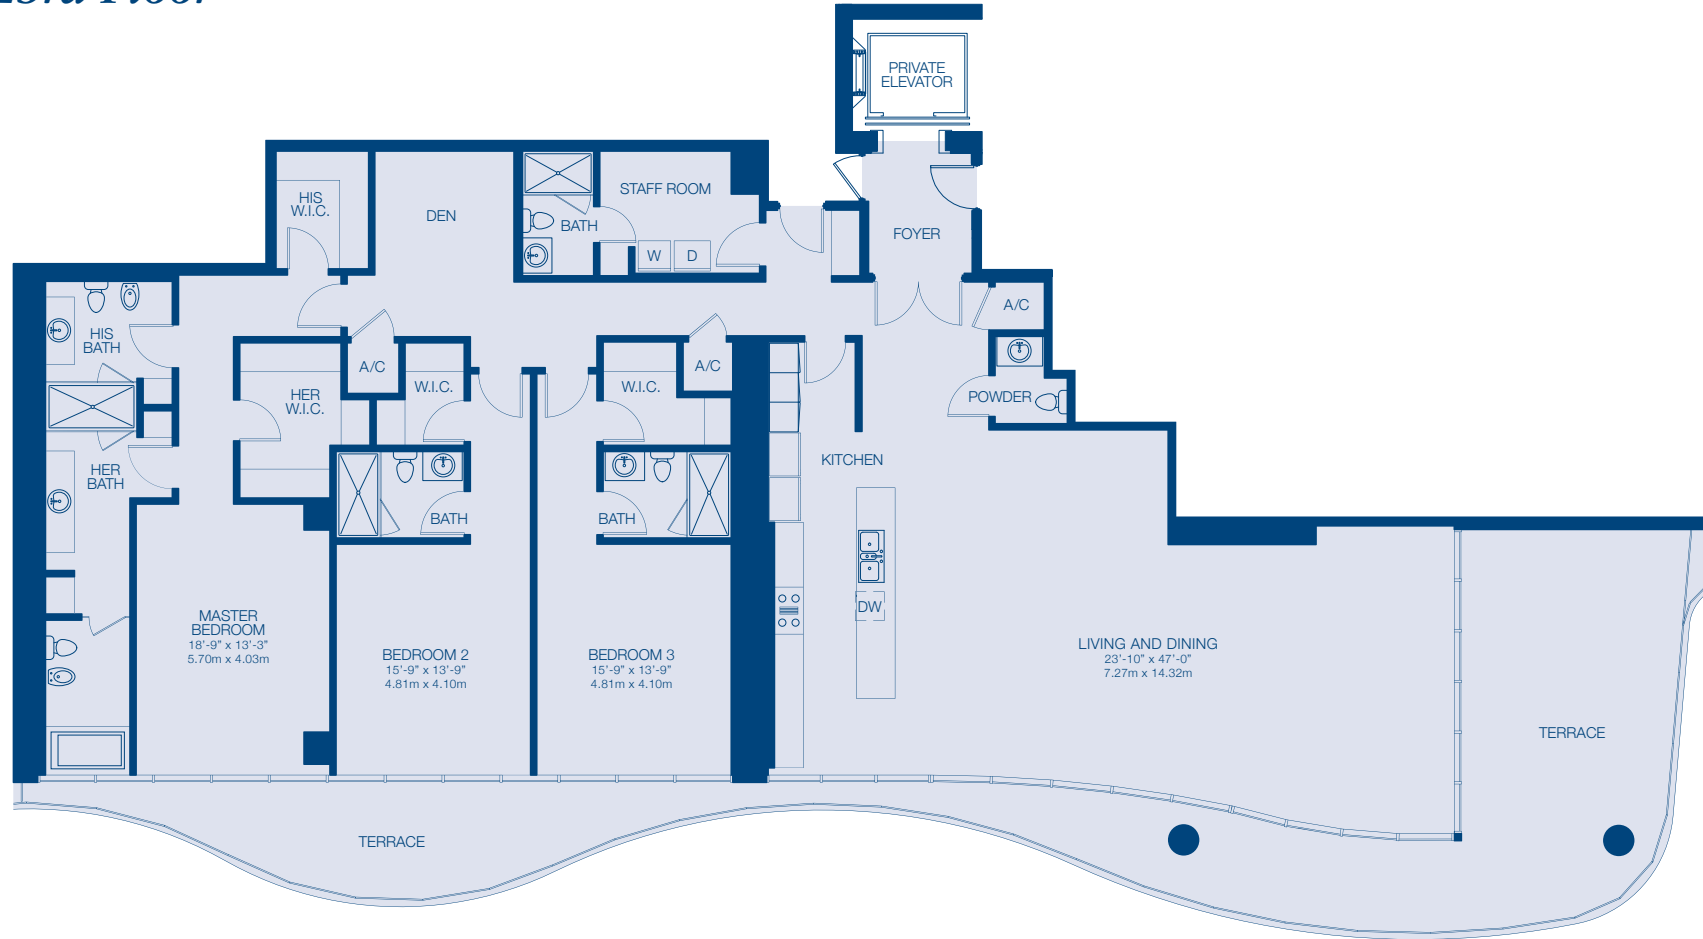 23rd Floor
PRIVATE
ELEVATOR
HIS
W.I.C.
DEN
STAFF ROOM
BATH
W
D
FOYER
A/C
HIS
BATH
A/C
W.I.C.
HER
W.I.C.
W.I.C.
A/C
POWDER
HER
BATH
BATH
BATH
KITCHEN
DW
MASTER
BEDROOM
18'-9" x 13'-3"
5.70m x 4.03m
BEDROOM 2
15'-9" x 13'-9"
4.81m x 4.10m
BEDROOM 3
15'-9" x 13'-9"
4.81m x 4.10m
LIVING AND DINING
23'-10" x 47'-0"
7.27m x 14.32m
TERRACE
TERRACE